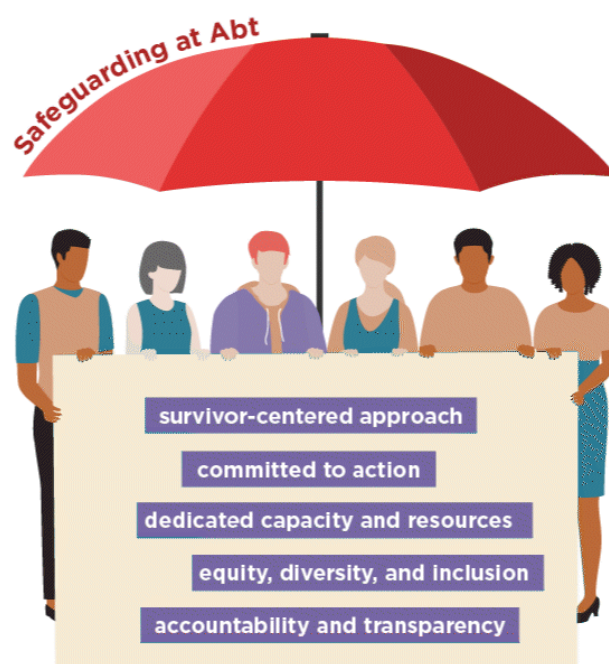 Safeguarding at Abt
survivor-centered approach
committed to action
dedicated capacity and resources
equity, diversity, and inclusion
accountability and transparency